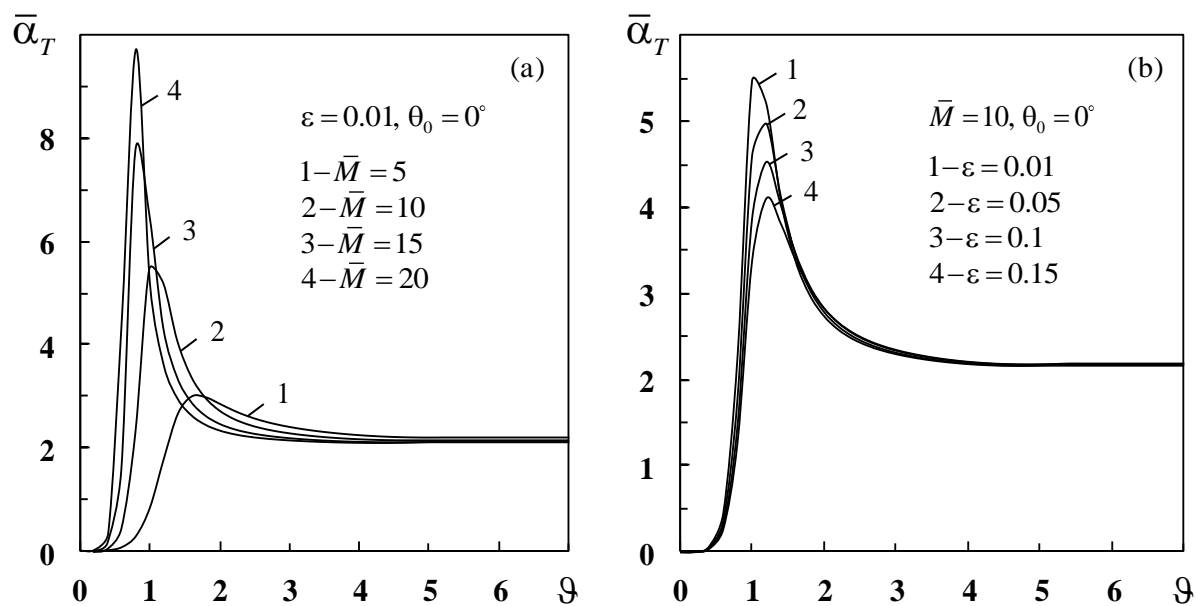 ᾱ_T
(a)
ε = 0.01, θ₀ = 0°
1 – M̄ = 5
2 – M̄ = 10
3 – M̄ = 15
4 – M̄ = 20
4
3
2
1
8
6
4
2
0
0 1 2 3 4 5 6 ϑ
ᾱ_T
(b)
M̄ = 10, θ₀ = 0°
1 – ε = 0.01
2 – ε = 0.05
3 – ε = 0.1
4 – ε = 0.15
1
2
3
4
5
4
3
2
1
0
0 1 2 3 4 5 6 ϑ